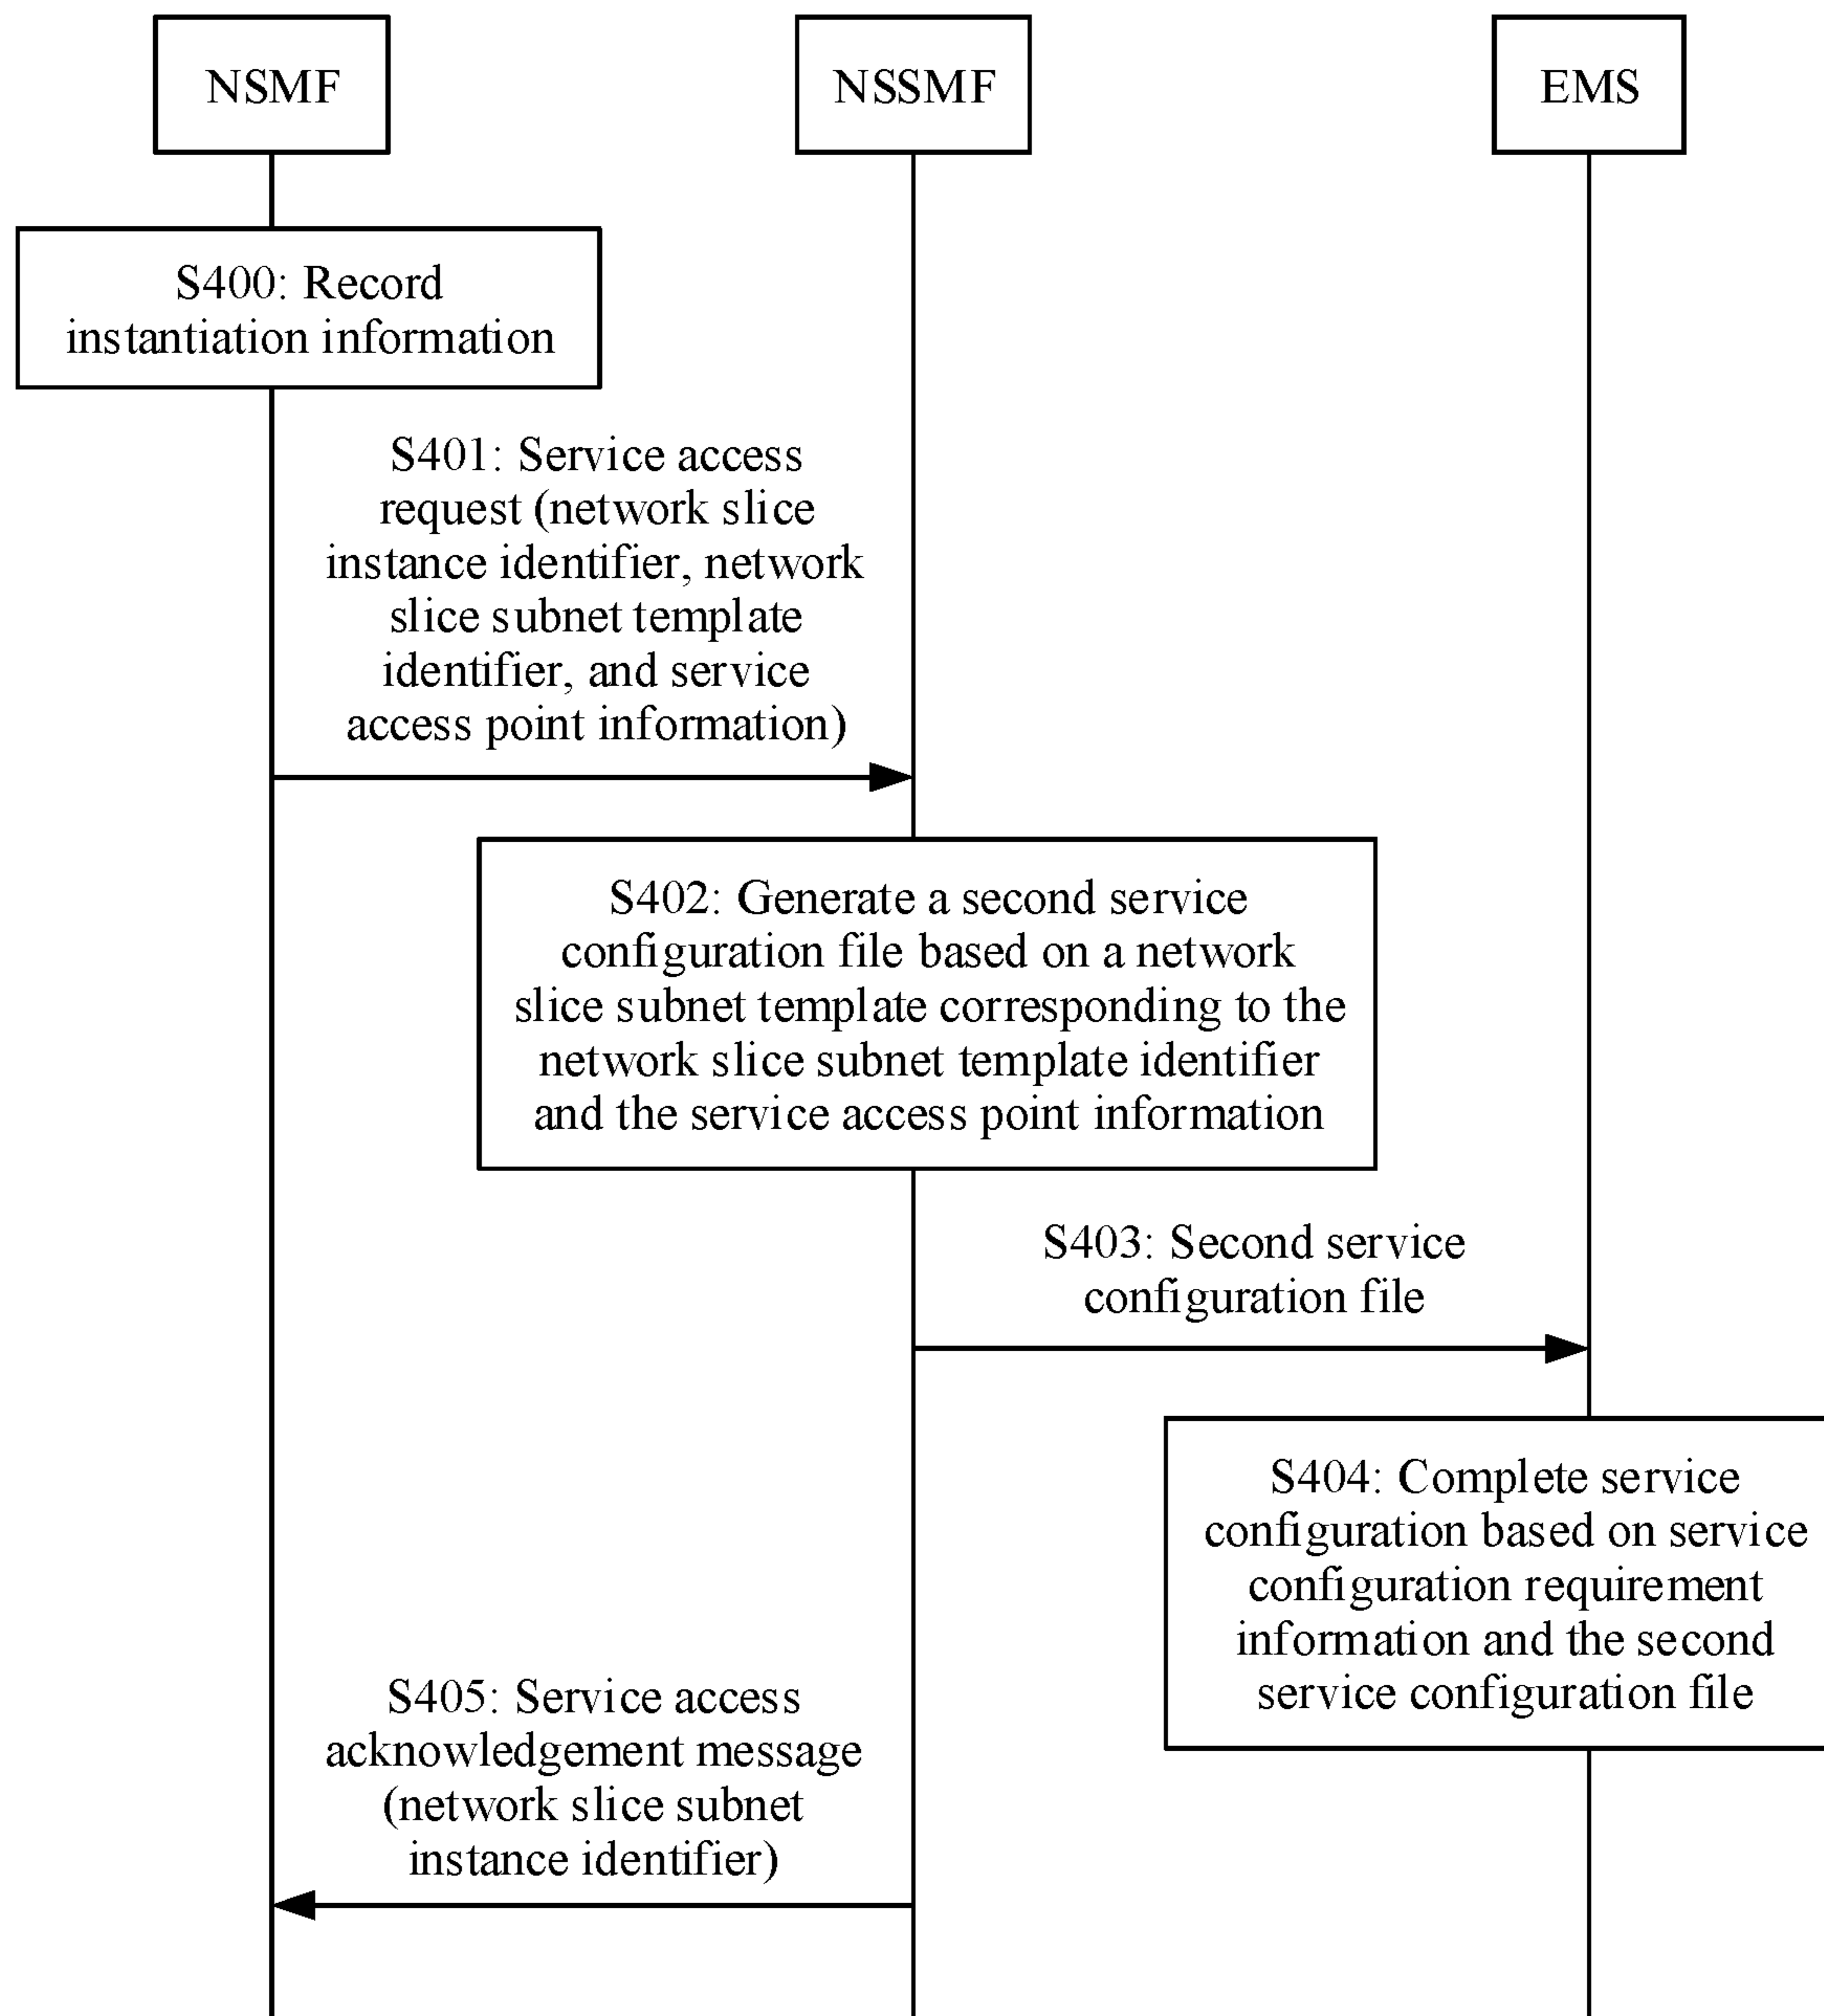 NSMF
NSSMF
EMS
S400: Record
instantiation information
S401: Service access
request (network slice
instance identifier, network
slice subnet template
identifier, and service
access point information)
S402: Generate a second service
configuration file based on a network
slice subnet template corresponding to the
network slice subnet template identifier
and the service access point information
S403: Second service
configuration file
S404: Complete service
configuration based on service
configuration requirement
information and the second
service configuration file
S405: Service access
acknowledgement message
(network slice subnet
instance identifier)